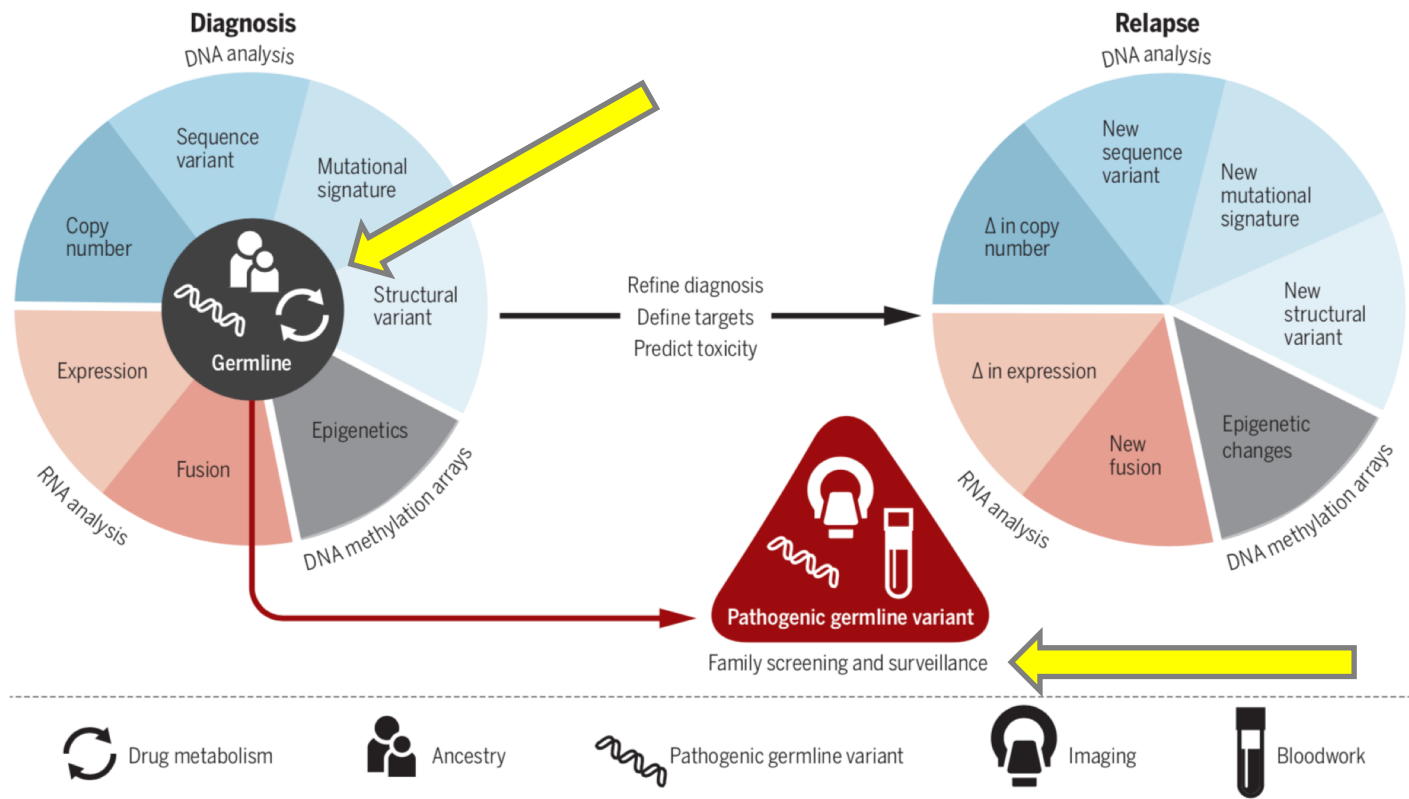 Diagnosis
DNA analysis
Sequence
variant
Mutational
signature
Copy
number
Structural
variant
Germline
Expression
Fusion
Epigenetics
RNA analysis
DNA methylation arrays
Refine diagnosis
Define targets
Predict toxicity
Relapse
DNA analysis
New
sequence
variant
New
mutational
signature
Δ in copy
number
New
structural
variant
Δ in expression
New
fusion
Epigenetic
changes
RNA analysis
DNA methylation arrays
Pathogenic germline variant
Family screening and surveillance
Drug metabolism
Ancestry
Pathogenic germline variant
Imaging
Bloodwork